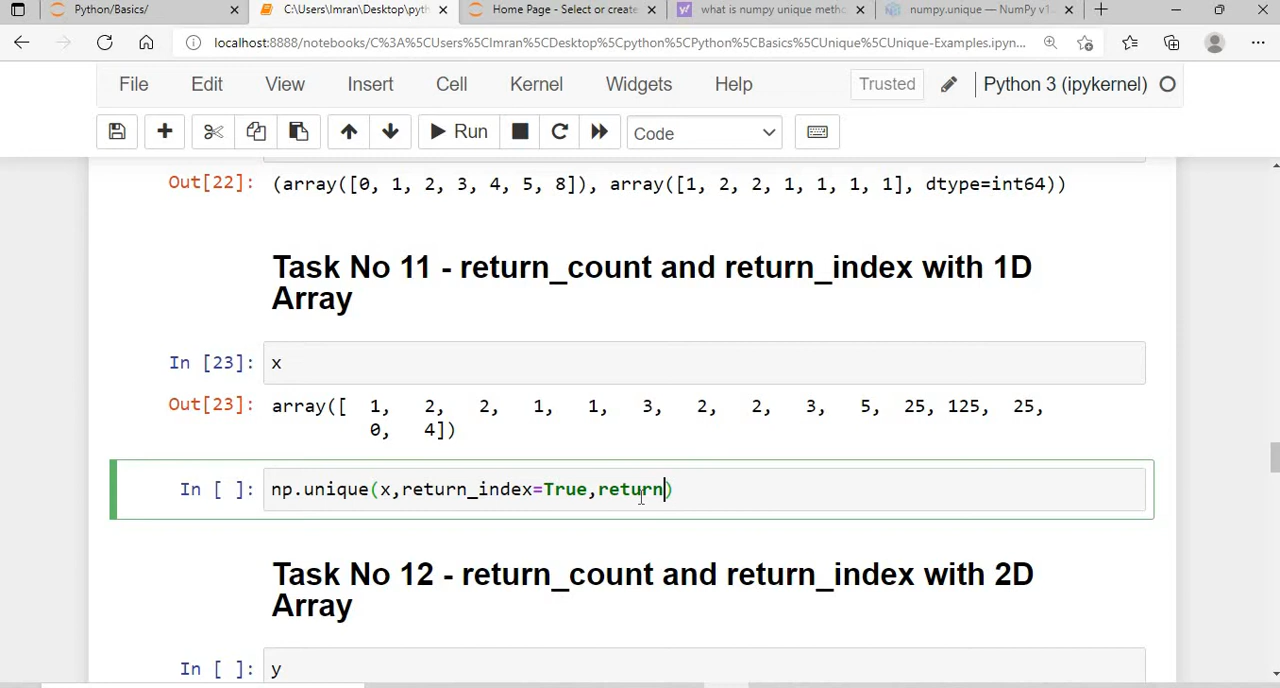 Python/Basics/
C:\Users\Imran\Desktop\pyth
Home Page - Select or create
what is numpy unique metho
numpy.unique — NumPy v1.
localhost:8888/notebooks/C%3A%5CUsers%5CImran%5CDesktop%5Cpython%5CPython%5CBasics%5CUnique%5CUnique-Examples.ipyn...
File Edit View Insert Cell Kernel Widgets Help Trusted Python 3 (ipykernel)
Run Code
Out[22]: (array([0, 1, 2, 3, 4, 5, 8]), array([1, 2, 2, 1, 1, 1, 1], dtype=int64))
Task No 11 - return_count and return_index with 1D
Array
In [23]: x
Out[23]: array([ 1, 2, 2, 1, 1, 3, 2, 2, 3, 5, 25, 125, 25,
0, 4])
In [ ]: np.unique(x,return_index=True,return)
Task No 12 - return_count and return_index with 2D
Array
In [ ]: y